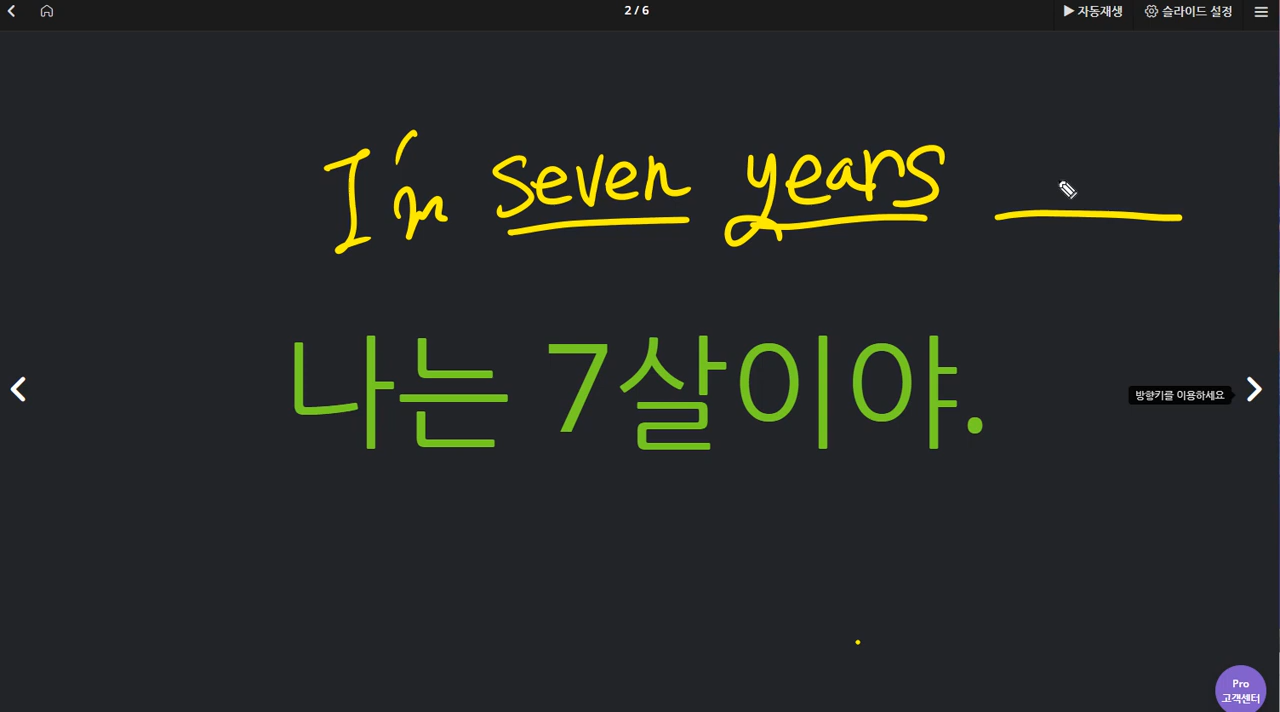 2 / 6
자동재생
슬라이드 설정
I'm seven years
나는 7살이야.
방향키를 이용하세요
Pro
고객센터